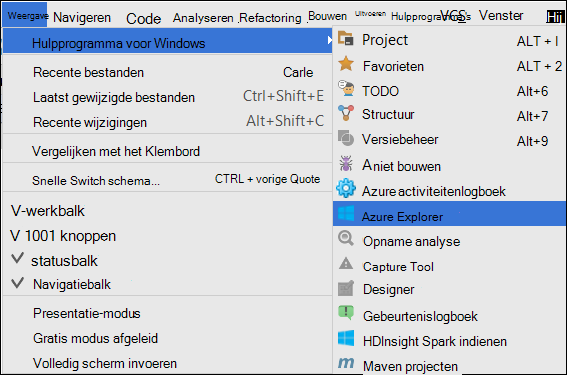 Weergave Navigeren Code Analyseren Refactoring Bouwen Uitvoeren Hulpprogramma's VCS Venster
Hulpprogramma voor Windows
Recente bestanden Carle
Laatst gewijzigde bestanden Ctrl+Shift+E
Recente wijzigingen Alt+Shift+C
Vergelijken met het Klembord
Snelle Switch schema... CTRL + vorige Quote
V-werkbalk
V 1001 knoppen
statusbalk
Navigatiebalk
Presentatie-modus
Gratis modus afgeleid
Volledig scherm invoeren
Project ALT + I
Favorieten ALT + 2
TODO Alt+6
Structuur Alt+7
Versiebeheer Alt+9
Aniet bouwen
Azure activiteitenlogboek
Azure Explorer
Opname analyse
Capture Tool
Designer
Gebeurtenislogboek
HDInsight Spark indienen
Maven projecten